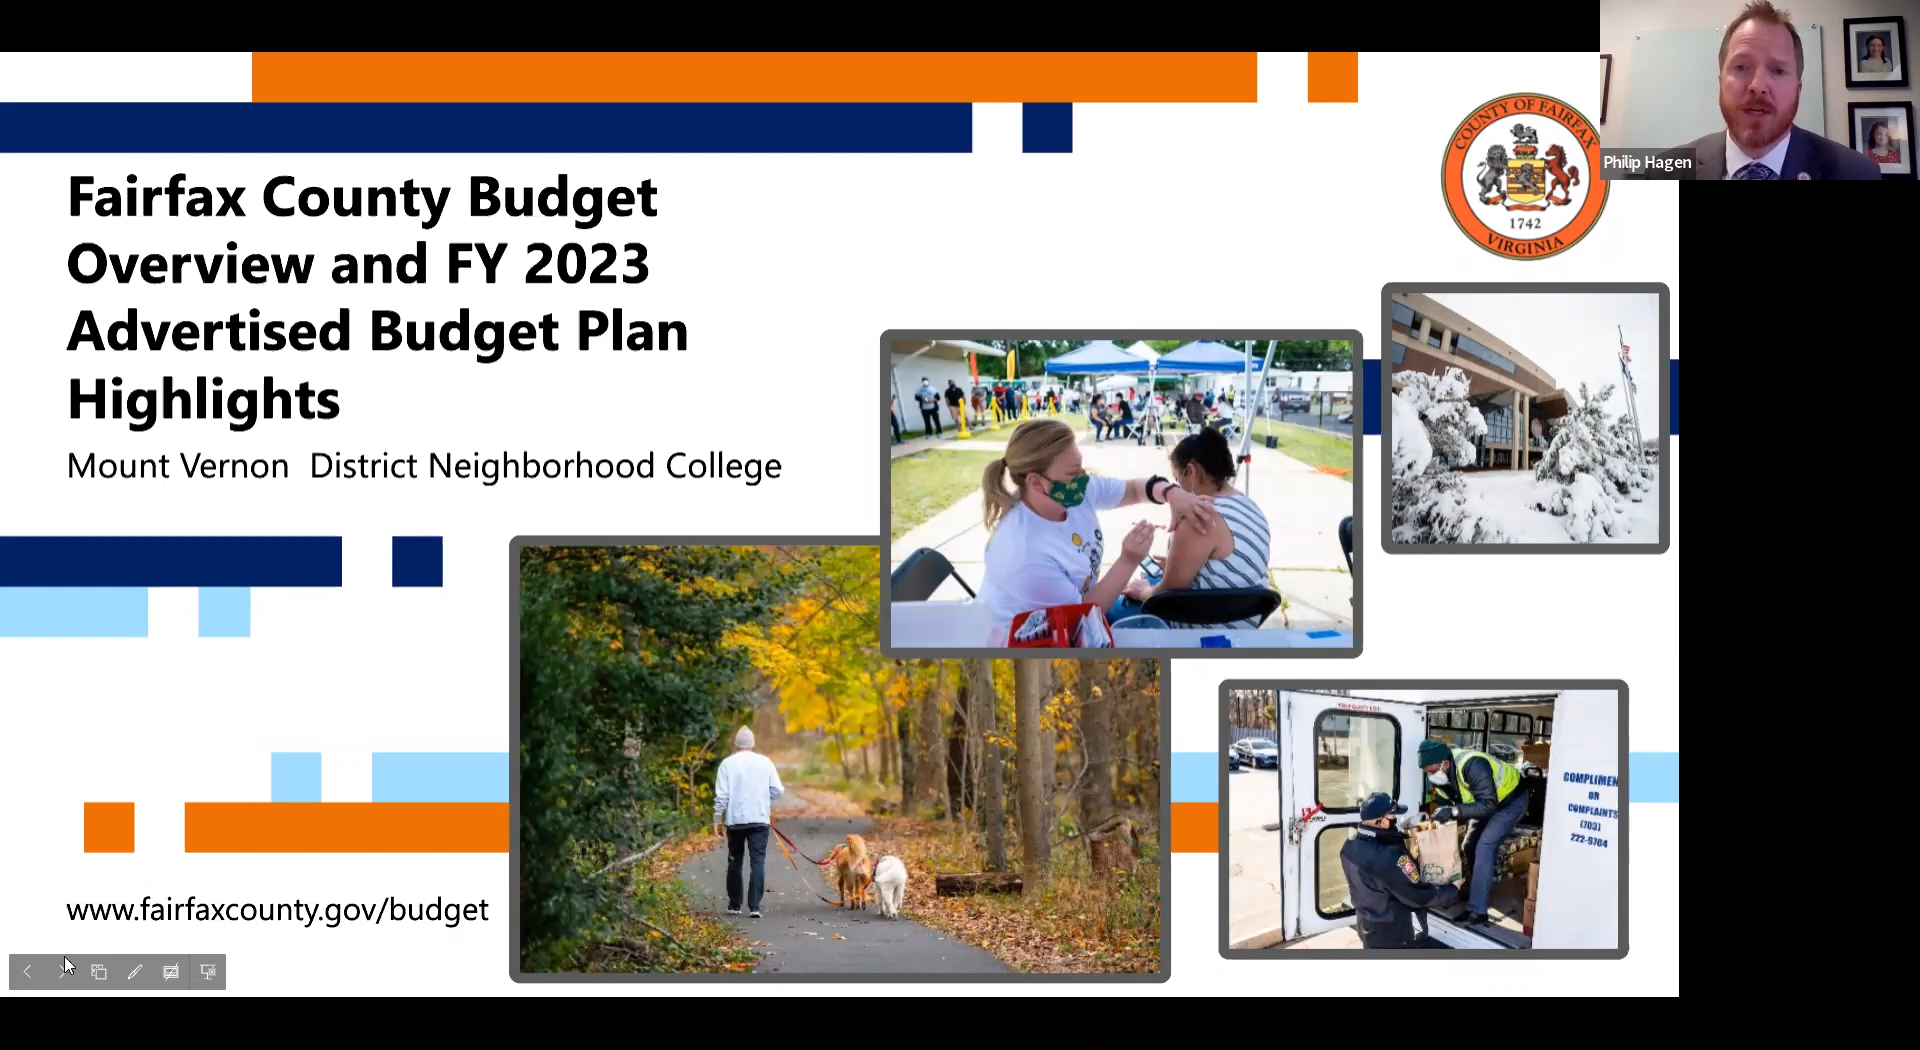 Fairfax County Budget
Overview and FY 2023
Advertised Budget Plan
Highlights
Mount Vernon  District Neighborhood College
www.fairfaxcounty.gov/budget
COUNTY OF FAIRFAX
1742
VIRGINIA
Philip Hagen
COMPLIMEN
OR
COMPLAINTS
(703)
222-9764